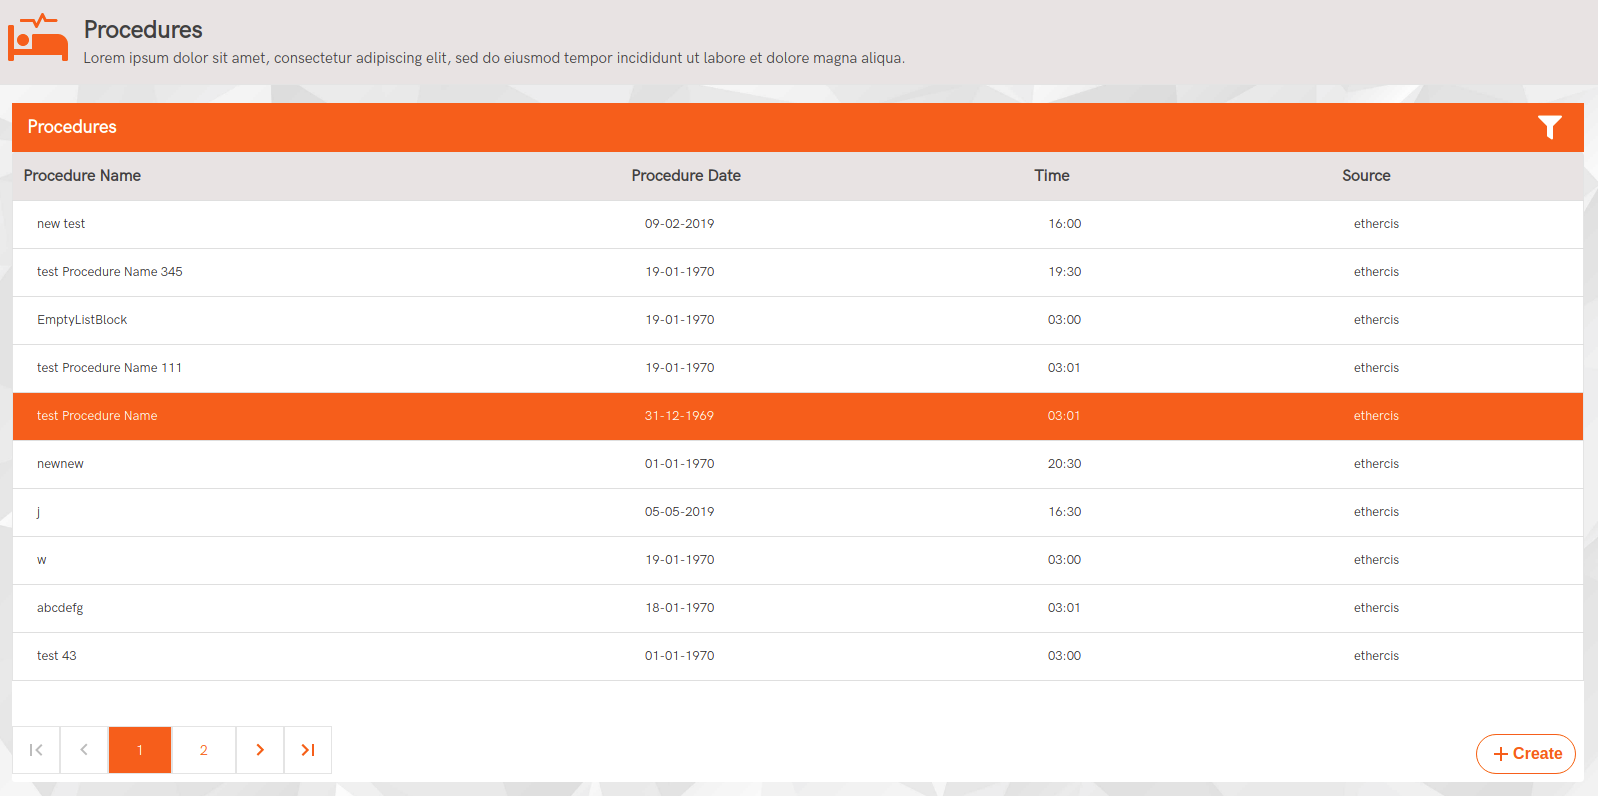 Procedures
Lorem ipsum dolor sit amet, consectetur adipiscing elit, sed do eiusmod tempor incididunt ut labore et dolore magna aliqua.
Procedures
Procedure Name Procedure Date Time Source
new test 09-02-2019 16:00 ethercis
test Procedure Name 345 19-01-1970 19:30 ethercis
EmptyListBlock 19-01-1970 03:00 ethercis
test Procedure Name 111 19-01-1970 03:01 ethercis
test Procedure Name 31-12-1969 03:01 ethercis
newnew 01-01-1970 20:30 ethercis
j 05-05-2019 16:30 ethercis
w 19-01-1970 03:00 ethercis
abcdefg 18-01-1970 03:01 ethercis
test 43 01-01-1970 03:00 ethercis
1 2 + Create